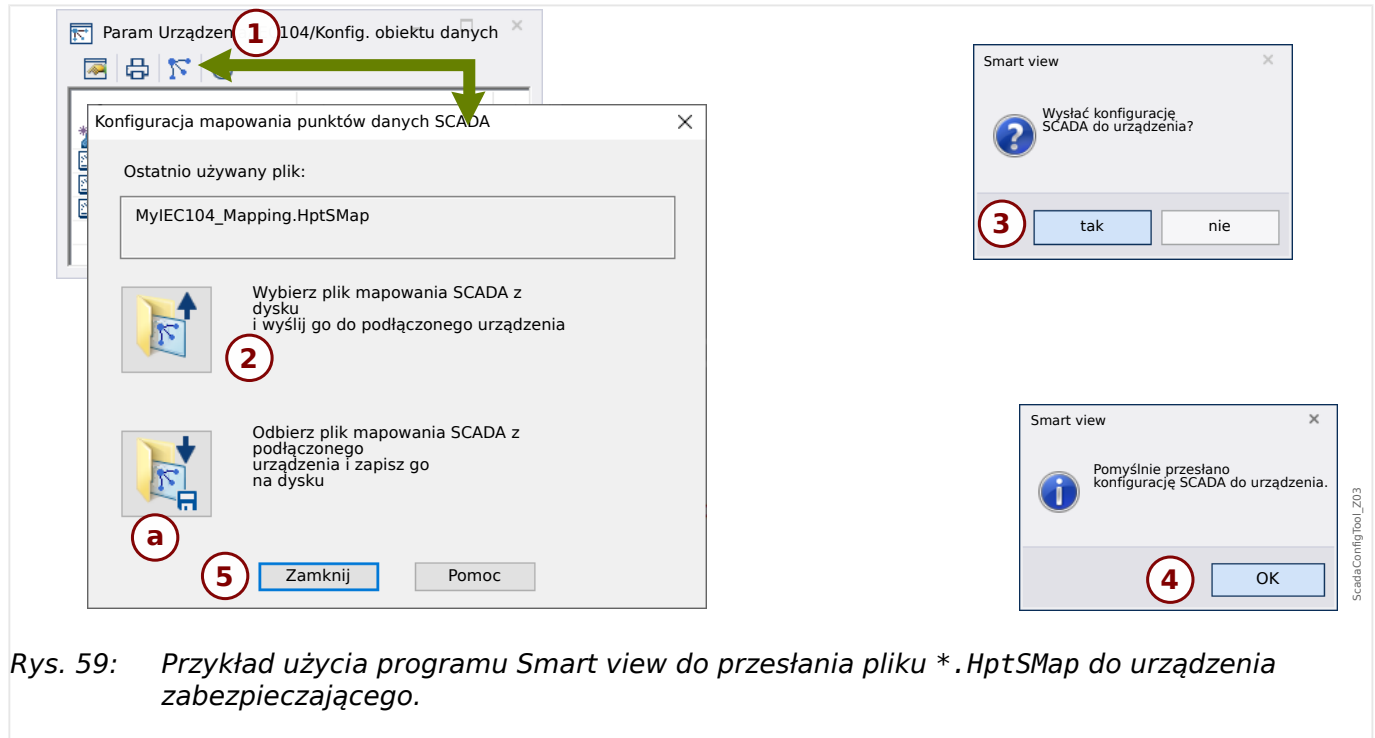 Param Urządzen 104/Konfig. obiektu danych
1
Konfiguracja mapowania punktów danych SCADA
Ostatnio używany plik:
MyIEC104_Mapping.HptSMap
Wybierz plik mapowania SCADA z
dysku
i wyślij go do podłączonego urządzenia
2
Odbierz plik mapowania SCADA z
podłączonego
urządzenia i zapisz go
na dysku
a
5
Zamknij
Pomoc
Smart view
Wysłać konfigurację
SCADA do urządzenia?
3
tak
nie
Smart view
Pomyślnie przesłano
konfigurację SCADA do urządzenia.
4
OK
ScadaConfigTool_Z03
Rys. 59: Przykład użycia programu Smart view do przesłania pliku *.HptSMap do urządzenia
zabezpieczającego.